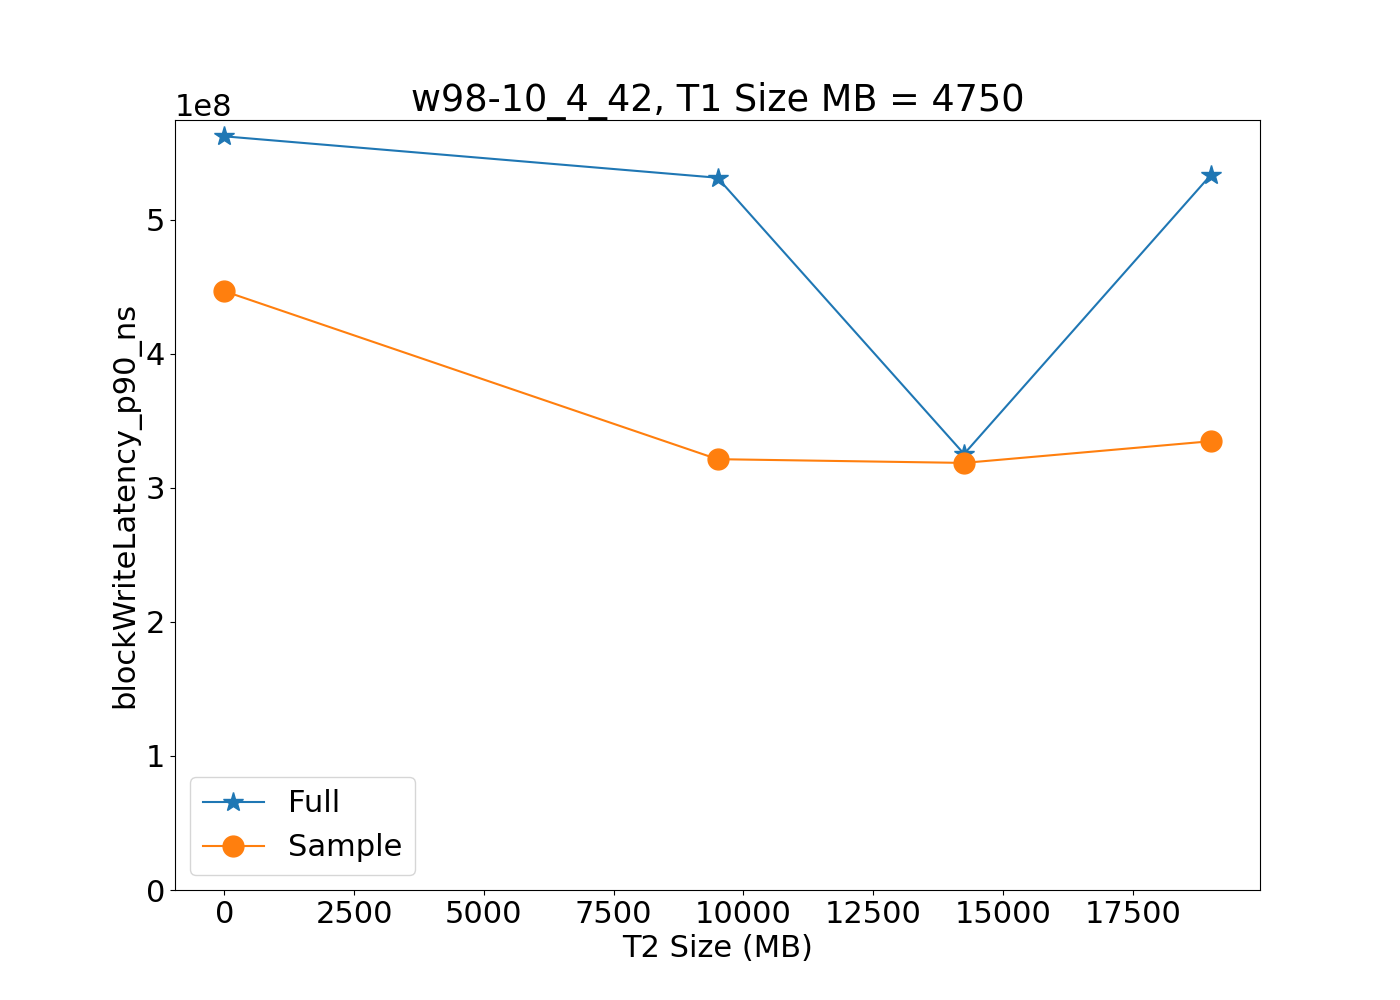 w98-10_4_42, T1 Size MB = 4750
1e8
5
4
3
2
1
0
blockWriteLatency_p90_ns
Full
Sample
0 2500 5000 7500 10000 12500 15000 17500
T2 Size (MB)